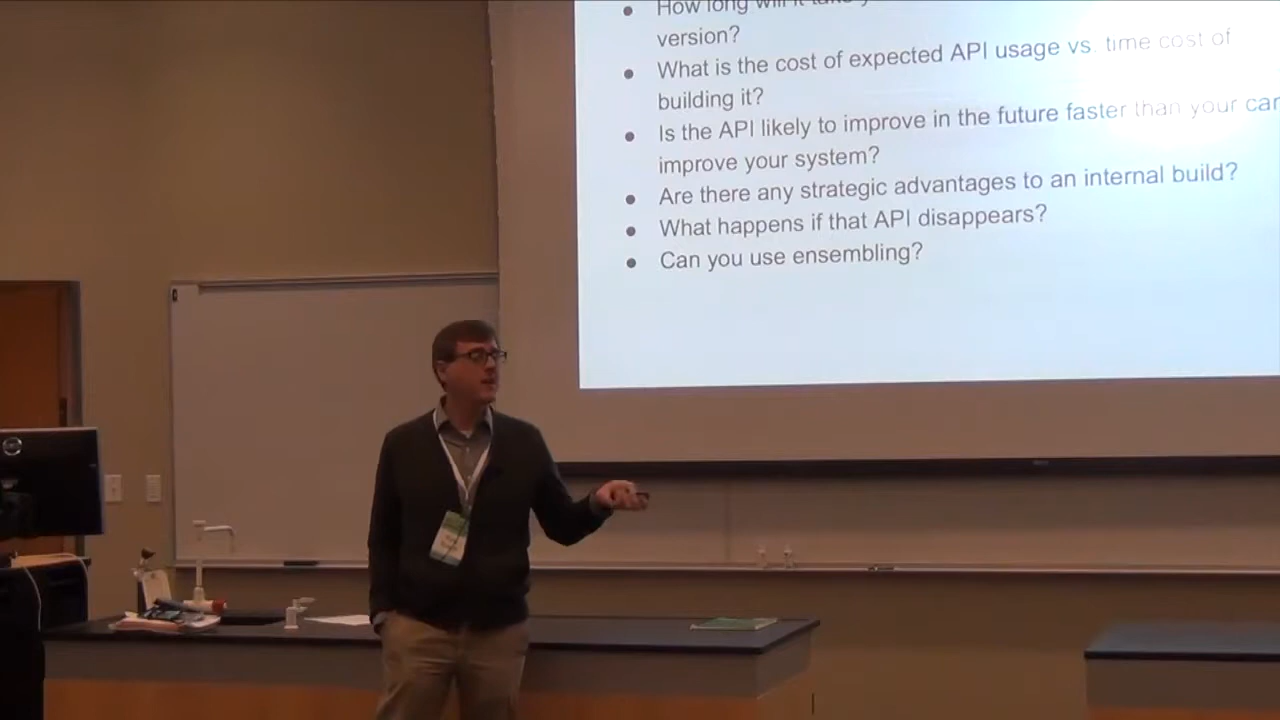 How long will it
version?
What is the cost of expected API usage vs. time cost of
building it?
Is the API likely to improve in the future faster than your can
improve your system?
Are there any strategic advantages to an internal build?
What happens if that API disappears?
Can you use ensembling?